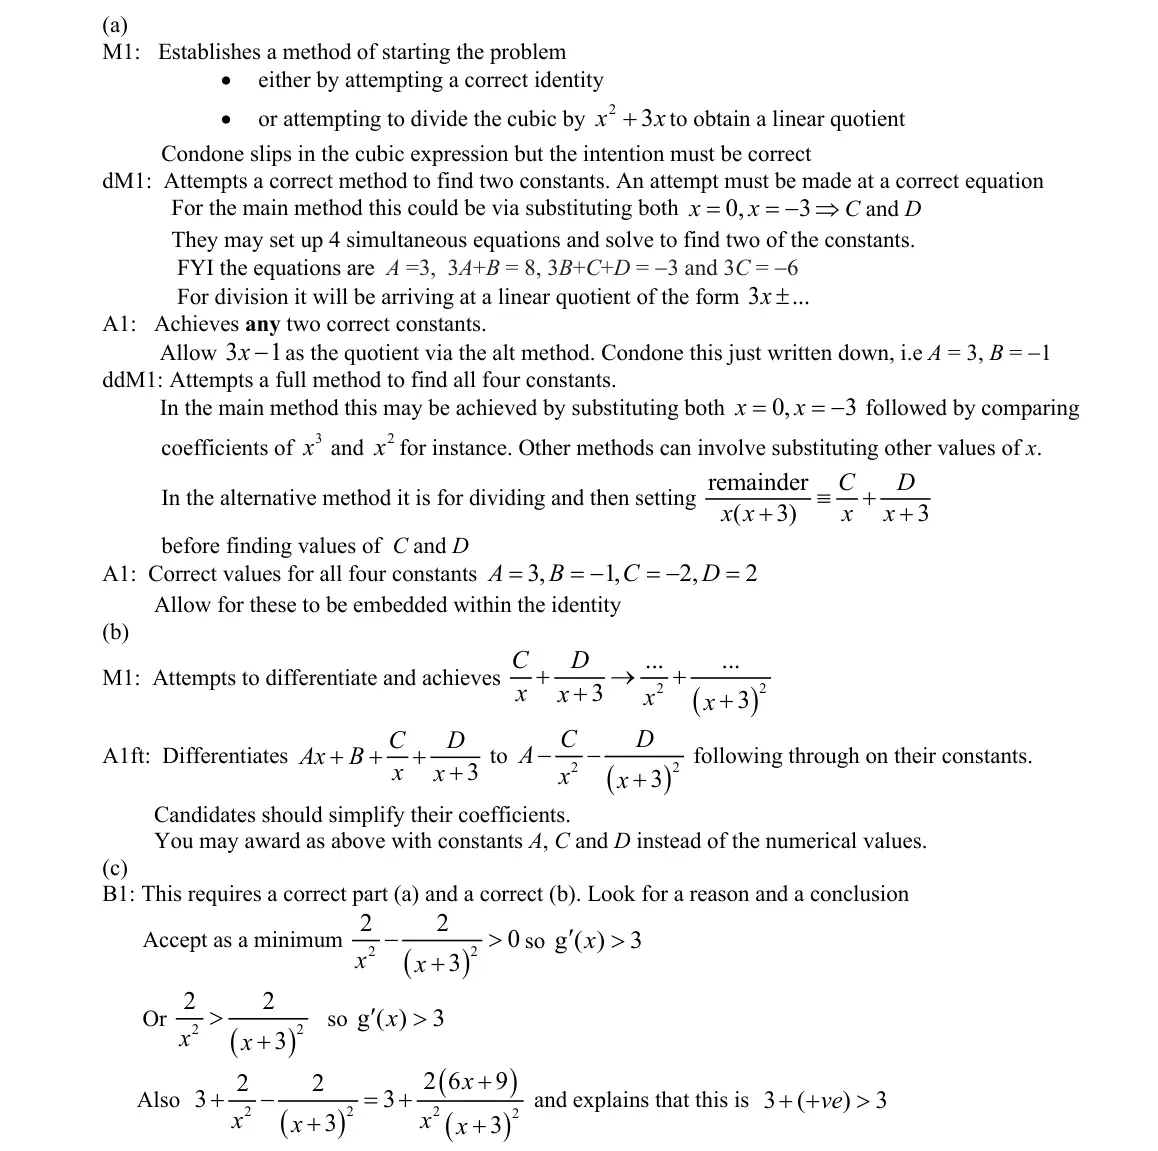 (a)
M1: Establishes a method of starting the problem
• either by attempting a correct identity
• or attempting to divide the cubic by x² + 3x to obtain a linear quotient
Condone slips in the cubic expression but the intention must be correct
dM1: Attempts a correct method to find two constants. An attempt must be made at a correct equation
For the main method this could be via substituting both x = 0, x = −3 ⇒ C and D
They may set up 4 simultaneous equations and solve to find two of the constants.
FYI the equations are A =3, 3A+B = 8, 3B+C+D = −3 and 3C = −6
For division it will be arriving at a linear quotient of the form 3x ± ...
A1: Achieves any two correct constants.
Allow 3x − 1 as the quotient via the alt method. Condone this just written down, i.e A = 3, B = −1
ddM1: Attempts a full method to find all four constants.
In the main method this may be achieved by substituting both x = 0, x = −3 followed by comparing
coefficients of x³ and x² for instance. Other methods can involve substituting other values of x.
In the alternative method it is for dividing and then setting remainder/(x(x+3)) ≡ C/x + D/(x+3)
before finding values of C and D
A1: Correct values for all four constants A = 3, B = −1, C = −2, D = 2
Allow for these to be embedded within the identity
(b)
M1: Attempts to differentiate and achieves C/x + D/(x+3) → .../x² + .../(x+3)²
A1ft: Differentiates Ax + B + C/x + D/(x+3) to A − C/x² − D/(x+3)² following through on their constants.
Candidates should simplify their coefficients.
You may award as above with constants A, C and D instead of the numerical values.
(c)
B1: This requires a correct part (a) and a correct (b). Look for a reason and a conclusion
Accept as a minimum 2/x² − 2/(x+3)² > 0 so g′(x) > 3
Or 2/x² > 2/(x+3)² so g′(x) > 3
Also 3 + 2/x² − 2/(x+3)² = 3 + 2(6x+9)/(x²(x+3)²) and explains that this is 3 + (+ve) > 3